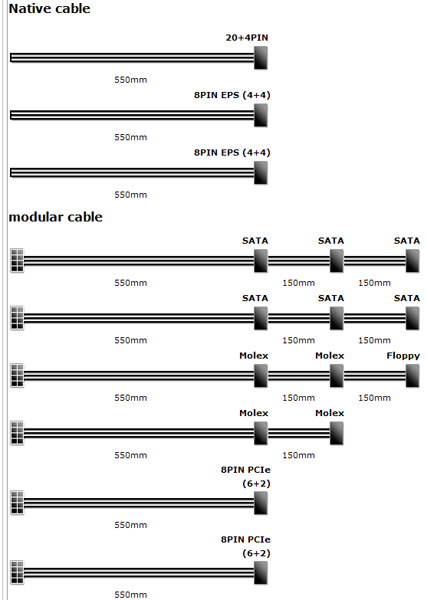 Native cable
20+4PIN
550mm
8PIN EPS (4+4)
550mm
8PIN EPS (4+4)
550mm
modular cable
SATA SATA SATA
550mm 150mm 150mm
SATA SATA SATA
550mm 150mm 150mm
Molex Molex Floppy
550mm 150mm 150mm
Molex Molex
550mm 150mm
8PIN PCIe
(6+2)
550mm
8PIN PCIe
(6+2)
550mm